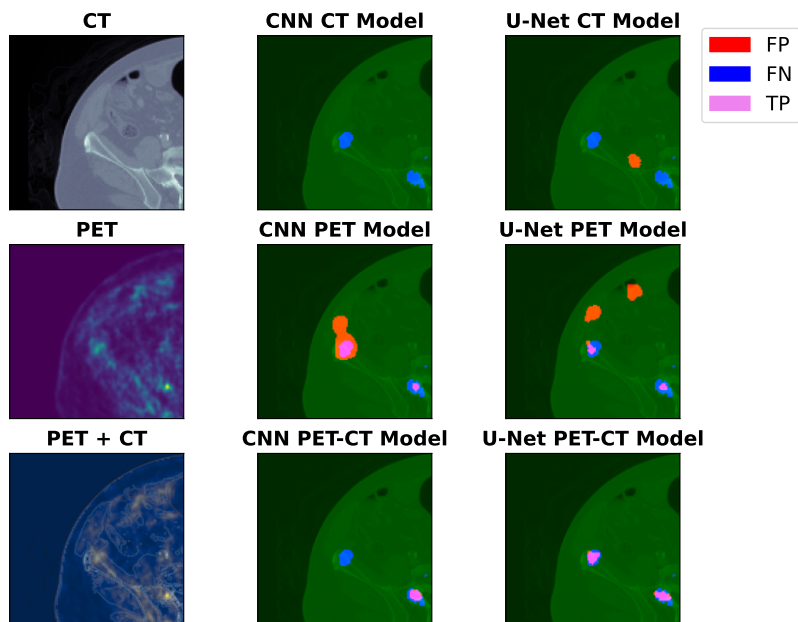 CT
CNN CT Model
U-Net CT Model
FP
FN
TP
PET
CNN PET Model
U-Net PET Model
PET + CT
CNN PET-CT Model
U-Net PET-CT Model